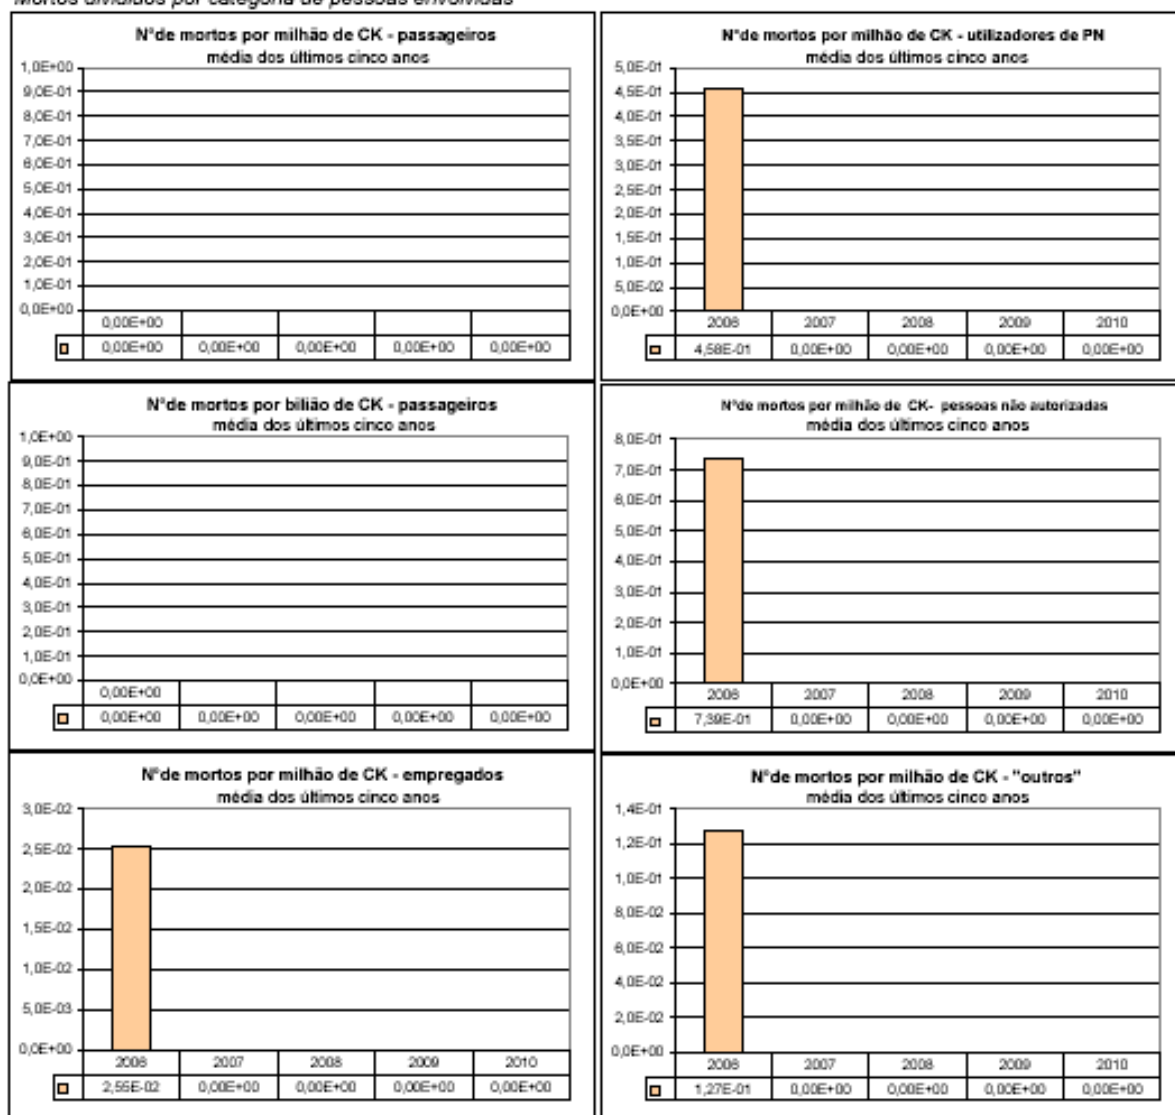 Mortos divididos por categoria de pessoas envolvidas
N°de mortos por milhão de CK - passageiros
média dos últimos cinco anos
1,0E+00
9,0E-01
8,0E-01
7,0E-01
6,0E-01
5,0E-01
4,0E-01
3,0E-01
2,0E-01
1,0E-01
0,0E+00
0,00E+00
0,00E+00 0,00E+00 0,00E+00 0,00E+00 0,00E+00
N°de mortos por milhão de CK - utilizadores de PN
média dos últimos cinco anos
5,0E-01
4,5E-01
4,0E-01
3,5E-01
3,0E-01
2,5E-01
2,0E-01
1,5E-01
1,0E-01
5,0E-02
0,0E+00
2006 2007 2008 2009 2010
4,58E-01 0,00E+00 0,00E+00 0,00E+00 0,00E+00
N°de mortos por bilião de CK - passageiros
média dos últimos cinco anos
1,0E+00
9,0E-01
8,0E-01
7,0E-01
6,0E-01
5,0E-01
4,0E-01
3,0E-01
2,0E-01
1,0E-01
0,0E+00
0,00E+00
0,00E+00 0,00E+00 0,00E+00 0,00E+00 0,00E+00
N°de mortos por milhão de CK- pessoas não autorizadas
média dos últimos cinco anos
8,0E-01
7,0E-01
6,0E-01
5,0E-01
4,0E-01
3,0E-01
2,0E-01
1,0E-01
0,0E+00
2006 2007 2008 2009 2010
7,39E-01 0,00E+00 0,00E+00 0,00E+00 0,00E+00
N°de mortos por milhão de CK - empregados
média dos últimos cinco anos
3,0E-02
2,5E-02
2,0E-02
1,5E-02
1,0E-02
5,0E-03
0,0E+00
2006 2007 2008 2009 2010
2,55E-02 0,00E+00 0,00E+00 0,00E+00 0,00E+00
N°de mortos por milhão de CK - "outros"
média dos últimos cinco anos
1,4E-01
1,2E-01
1,0E-01
8,0E-02
6,0E-02
4,0E-02
2,0E-02
0,0E+00
2006 2007 2008 2009 2010
1,27E-01 0,00E+00 0,00E+00 0,00E+00 0,00E+00